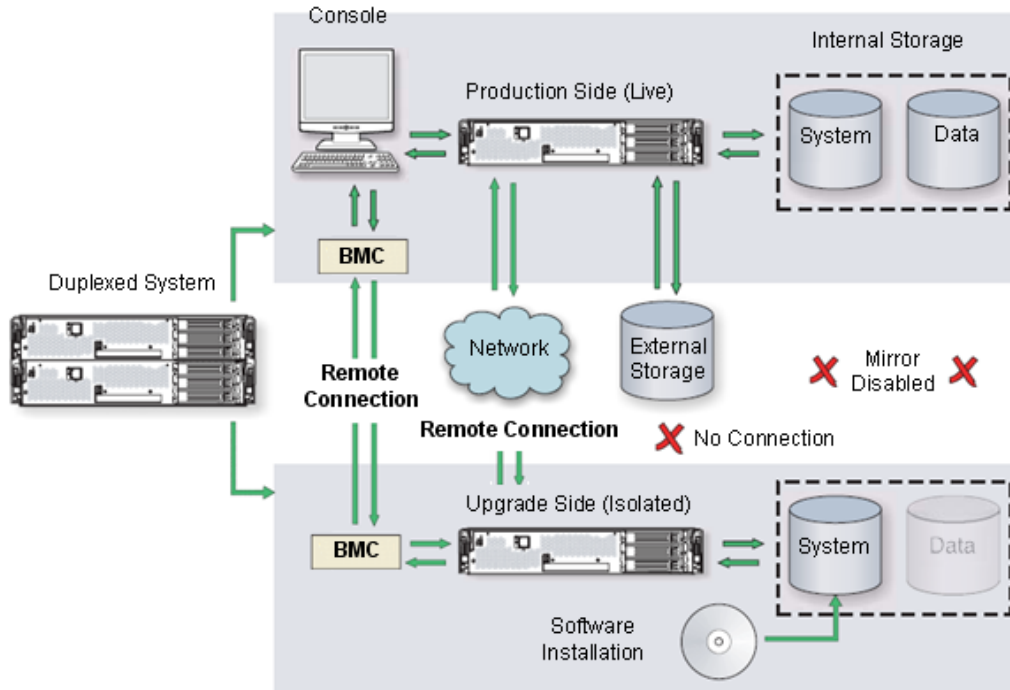 Console
Internal Storage
Production Side (Live)
System
Data
BMC
Duplexed System
Network
External
Storage
Mirror
Disabled
Remote
Connection
Remote Connection
No Connection
Upgrade Side (Isolated)
BMC
System
Data
Software
Installation